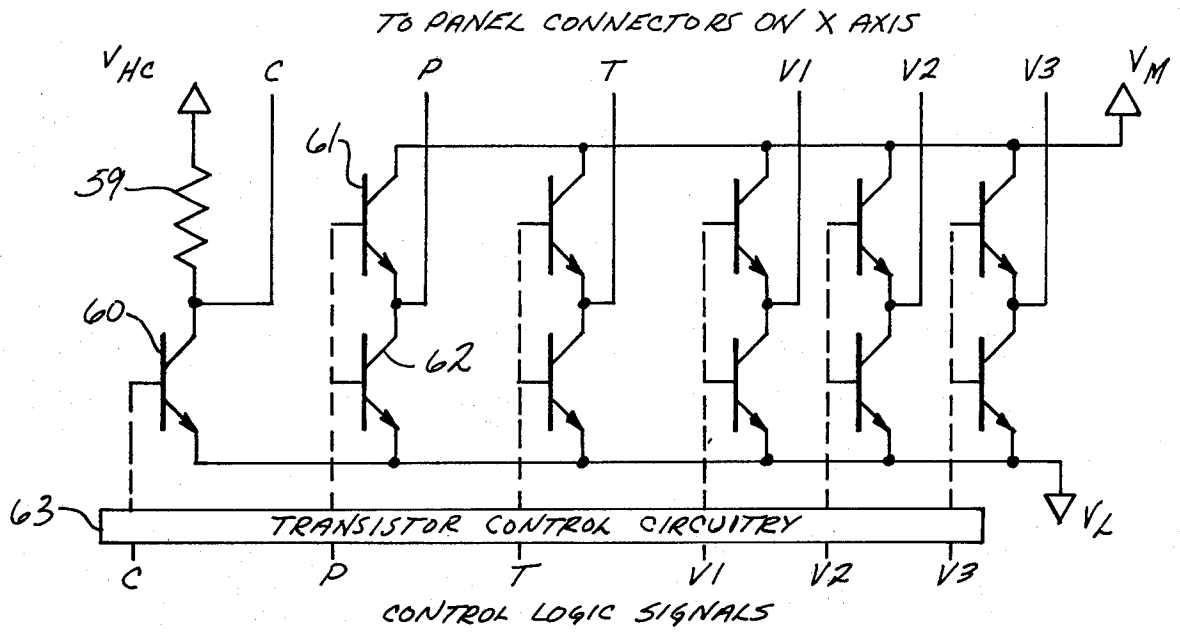 TO PANEL CONNECTORS ON X AXIS
VHC C P T V1 V2 V3 VM
61
59
60
62
63 TRANSISTOR CONTROL CIRCUITRY VL
C P T V1 V2 V3
CONTROL LOGIC SIGNALS